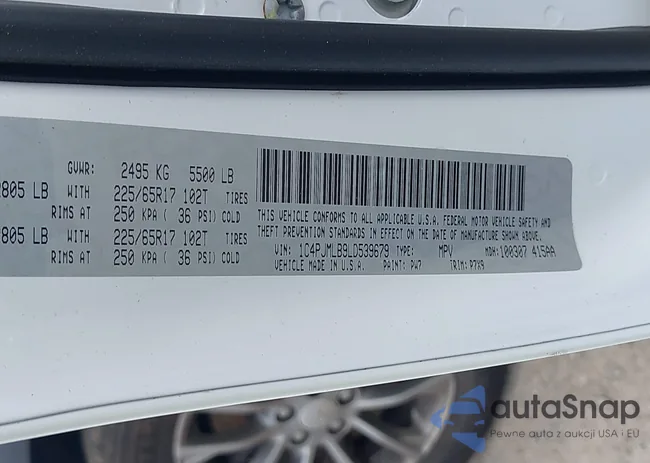 GVWR: 2495 KG 5500 LB
2805 LB WITH 225/65R17 102T TIRES
RIMS AT 250 KPA ( 36 PSI) COLD
2805 LB WITH 225/65R17 102T TIRES
RIMS AT 250 KPA ( 36 PSI) COLD
THIS VEHICLE CONFORMS TO ALL APPLICABLE U.S.A. FEDERAL MOTOR VEHICLE SAFETY AND
THEFT PREVENTION STANDARDS IN EFFECT ON THE DATE OF MANUFACTURE SHOWN ABOVE.
VIN: 1C4PJMLB9LD539679 TYPE: MPV MDH: 100307 415AA
VEHICLE MADE IN U.S.A. PAINT: PW7 TRIM: P7X9
autaSnap
Pewne auta z aukcji USA i EU